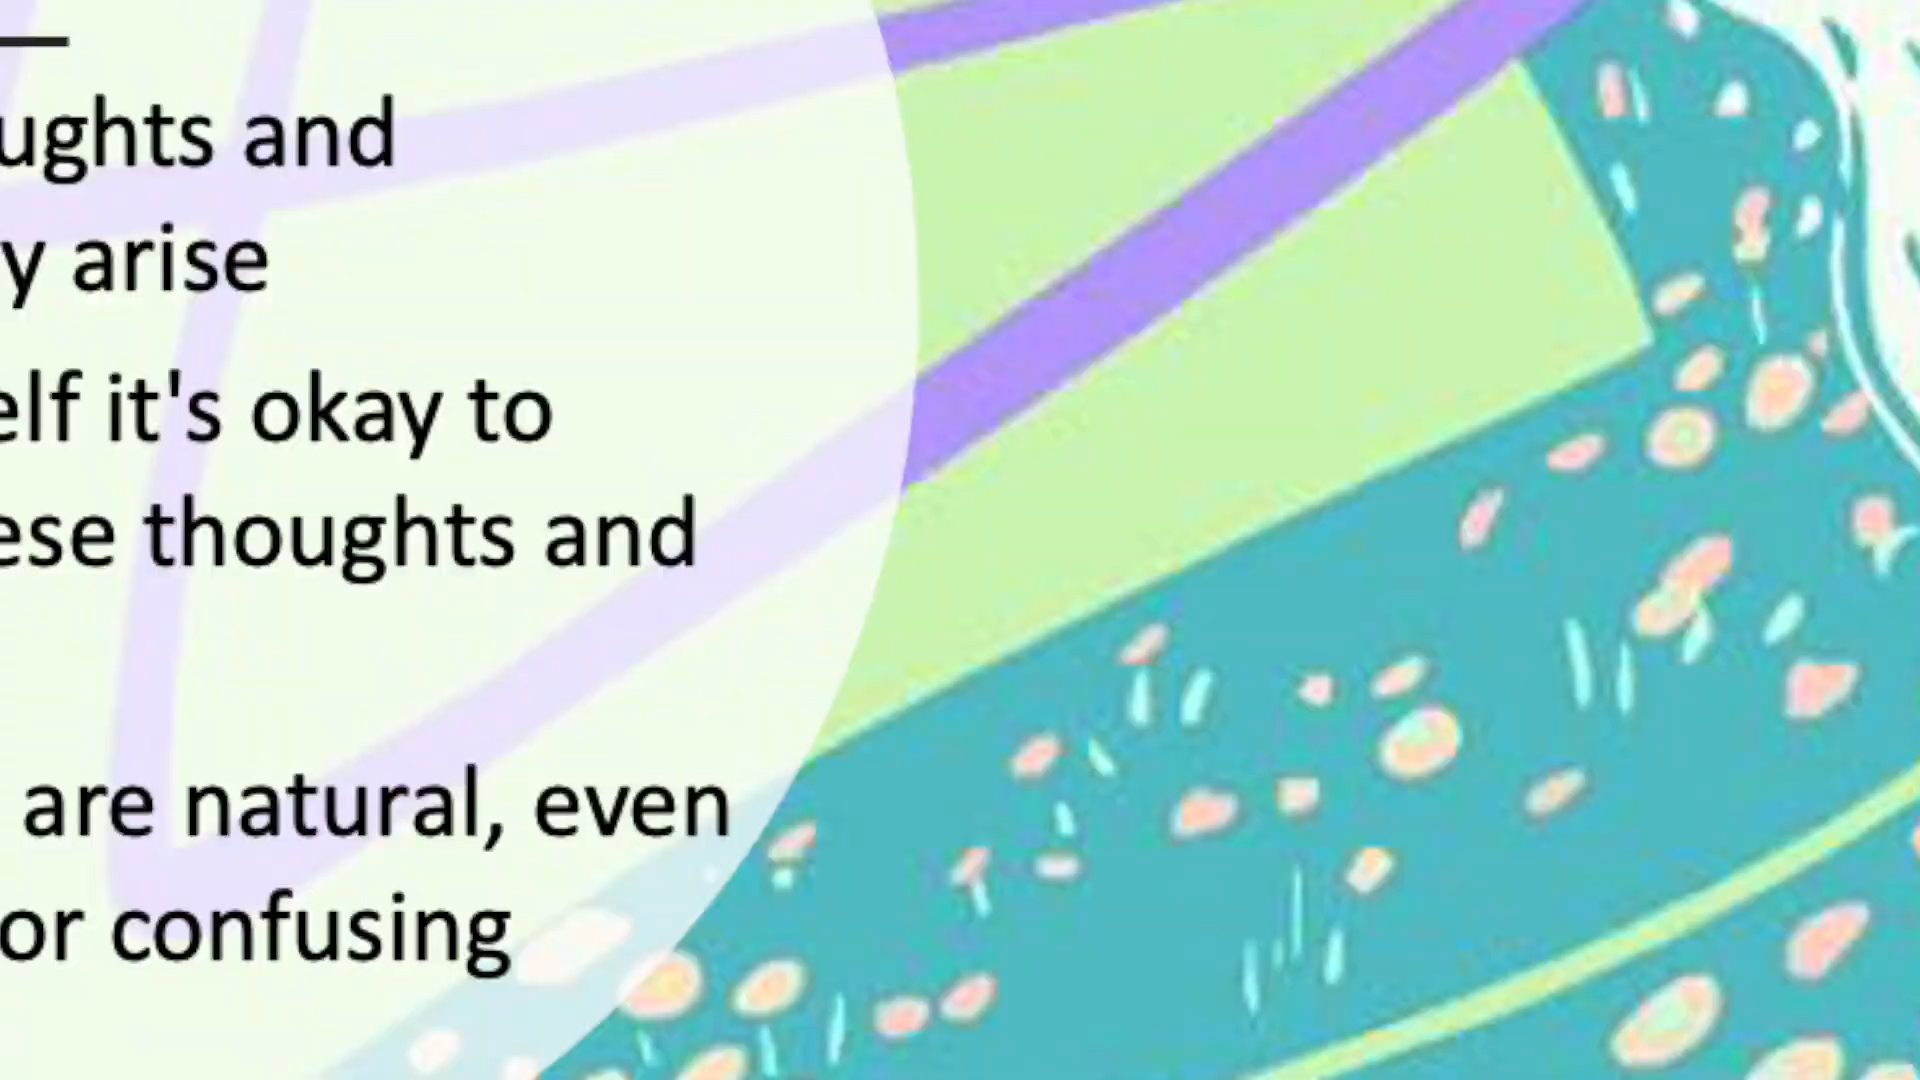 ughts and
y arise
elf it's okay to
ese thoughts and
are natural, even
or confusing